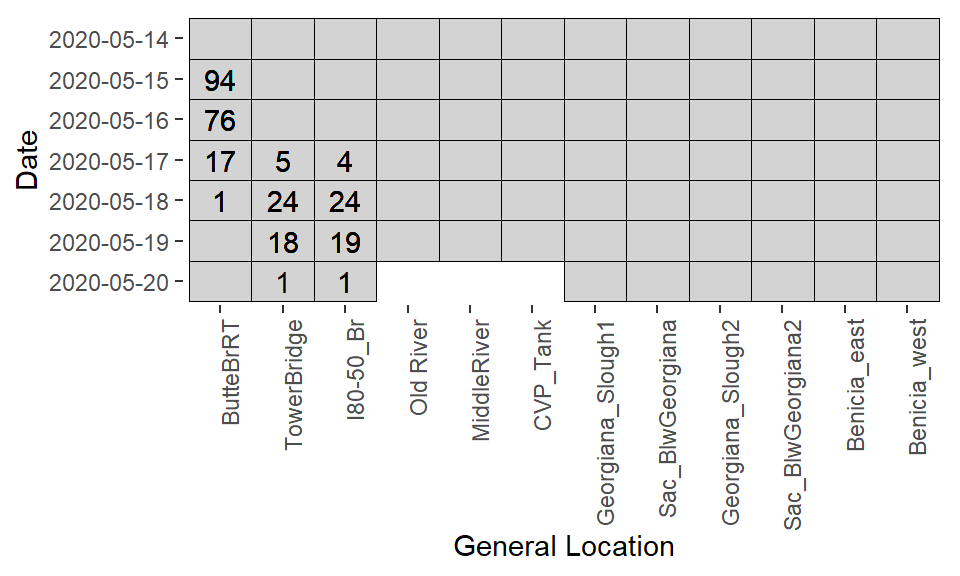 2020-05-14
2020-05-15 94
2020-05-16 76
2020-05-17 17 5 4
2020-05-18 1 24 24
2020-05-19 18 19
2020-05-20 1 1
Date
ButteBrRT
TowerBridge
I80-50_Br
Old River
MiddleRiver
CVP_Tank
Georgiana_Slough1
Sac_BlwGeorgiana
Georgiana_Slough2
Sac_BlwGeorgiana2
Benicia_east
Benicia_west
General Location